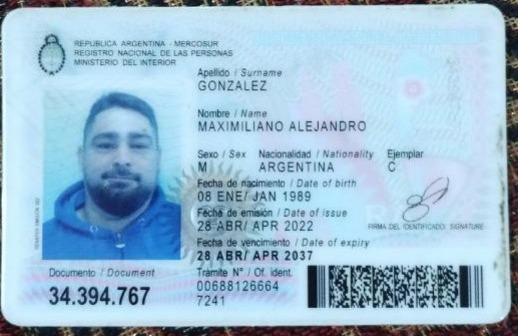 REPUBLICA ARGENTINA - MERCOSUR
REGISTRO NACIONAL DE LAS PERSONAS
MINISTERIO DEL INTERIOR
Apellido / Surname
GONZALEZ
Nombre / Name
MAXIMILIANO ALEJANDRO
Sexo / Sex Nacionalidad / Nationality Ejemplar
M ARGENTINA C
Fecha de nacimiento / Date of birth
08 ENE/ JAN 1989
Fecha de emisión / Date of issue
28 ABR/ APR 2022
FIRMA DEL IDENTIFICADO/ SIGNATURE
Fecha de vencimiento / Date of expiry
28 ABR/ APR 2037
Documento / Document
34.394.767
Tramite N° / Of. ident.
00688126664
7241